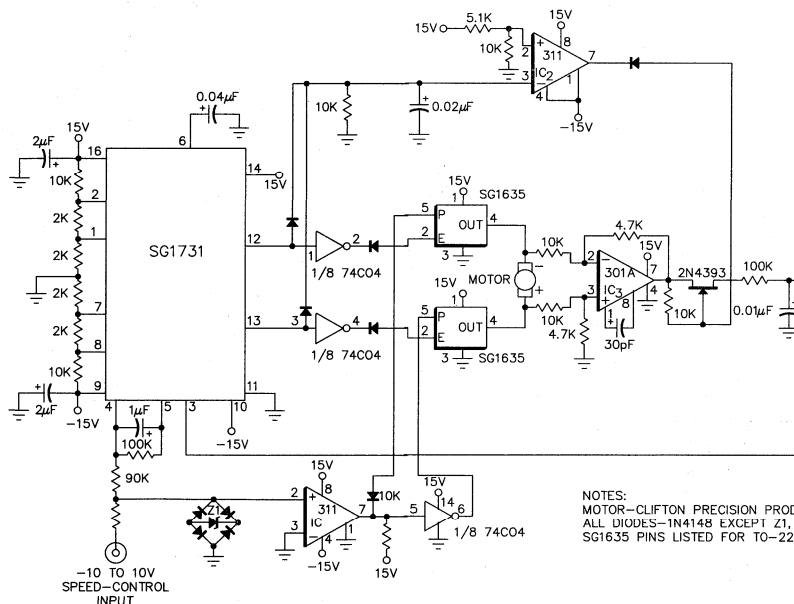 15V
5.1K
15V
10K
2
+
8
311
7
IC2
3
−
4
1
−15V
0.04µF
+
10K
+
0.02µF
2µF
15V
+
6
16
14
15V
10K
2
2K
1
2K
SG1731
12
1
2
1/8 74CO4
2K
7
2K
13
3
4
1/8 74CO4
8
10K
9
11
+
2µF
−15V
4
5
3
10
−15V
1µF
+
100K
90K
15V
SG1635
1
5
P
OUT
4
2
E
3
MOTOR
−
+
15V
1
5
P
OUT
4
2
E
3
SG1635
10K
10K
4.7K
4.7K
15V
2
−
301A
7
IC3
3
+
8
4
1
+
30pF
10K
2N4393
100K
0.01µF
+
Z1
15V
2
+
8
311
7
IC
3
−
1
4
−15V
10K
15V
15V
5
14
6
1/8 74CO4
−10 TO 10V
SPEED−CONTROL
INPUT
NOTES:
MOTOR−CLIFTON PRECISION PROD
ALL DIODES−1N4148 EXCEPT Z1,
SG1635 PINS LISTED FOR TO−22